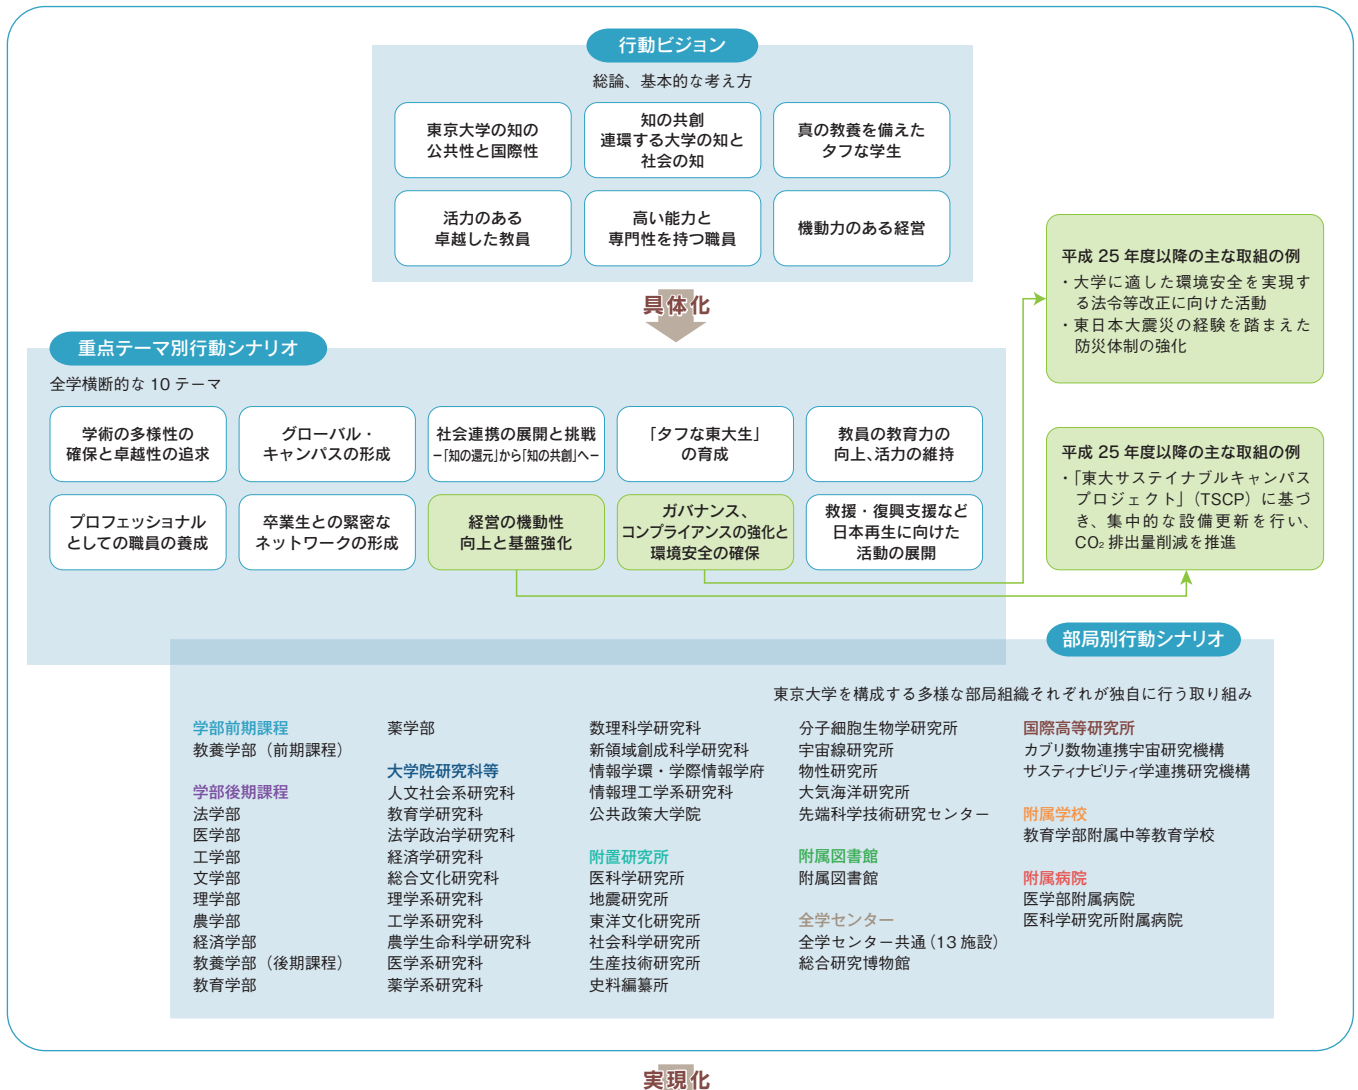 行動ビジョン
総論、基本的な考え方
東京大学の知の
公共性と国際性
知の共創
連環する大学の知と
社会の知
真の教養を備えた
タフな学生
活力のある
卓越した教員
高い能力と
専門性を持つ職員
機動力のある経営
具体化
平成 25 年度以降の主な取組の例
・大学に適した環境安全を実現す
る法令等改正に向けた活動
・東日本大震災の経験を踏まえた
防災体制の強化
重点テーマ別行動シナリオ
全学横断的な 10 テーマ
学術の多様性の
確保と卓越性の追求
グローバル・
キャンパスの形成
社会連携の展開と挑戦
−「知の還元」から「知の共創」へ−
「タフな東大生」
の育成
教員の教育力の
向上、活力の維持
プロフェッショナル
としての職員の養成
卒業生との緊密な
ネットワークの形成
経営の機動性
向上と基盤強化
ガバナンス、
コンプライアンスの強化と
環境安全の確保
救援・復興支援など
日本再生に向けた
活動の展開
平成 25 年度以降の主な取組の例
・「東大サステイナブルキャンパス
プロジェクト」（TSCP）に基づ
き、集中的な設備更新を行い、
CO₂ 排出量削減を推進
部局別行動シナリオ
東京大学を構成する多様な部局組織それぞれが独自に行う取り組み
学部前期課程
教養学部（前期課程）
学部後期課程
法学部
医学部
工学部
文学部
理学部
農学部
経済学部
教養学部（後期課程）
教育学部
薬学部
大学院研究科等
人文社会系研究科
教育学研究科
法学政治学研究科
経済学研究科
総合文化研究科
理学系研究科
工学系研究科
農学生命科学研究科
医学系研究科
薬学系研究科
数理科学研究科
新領域創成科学研究科
情報学環・学際情報学府
情報理工学系研究科
公共政策大学院
附置研究所
医科学研究所
地震研究所
東洋文化研究所
社会科学研究所
生産技術研究所
史料編纂所
分子細胞生物学研究所
宇宙線研究所
物性研究所
大気海洋研究所
先端科学技術研究センター
附属図書館
附属図書館
全学センター
全学センター共通（13 施設）
総合研究博物館
国際高等研究所
カブリ数物連携宇宙研究機構
サスティナビリティ学連携研究機構
附属学校
教育学部附属中等教育学校
附属病院
医学部附属病院
医科学研究所附属病院
実現化